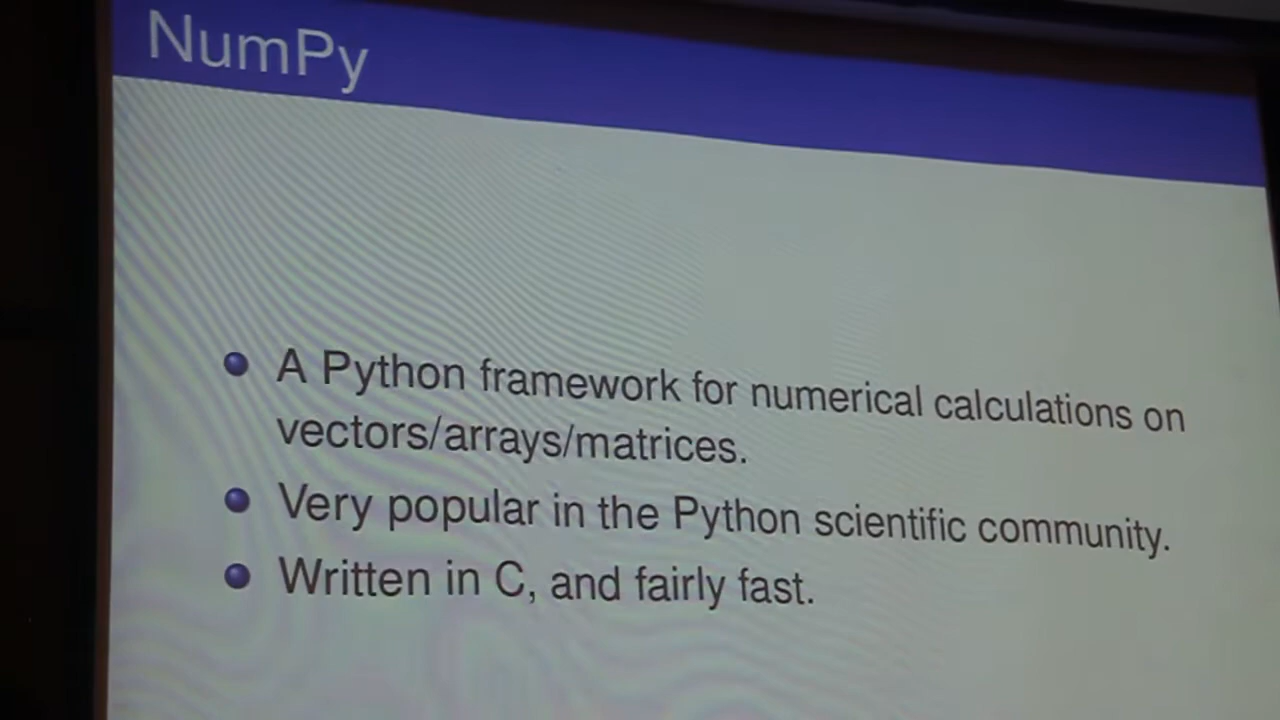 NumPy
A Python framework for numerical calculations on
vectors/arrays/matrices.
Very popular in the Python scientific community.
Written in C, and fairly fast.